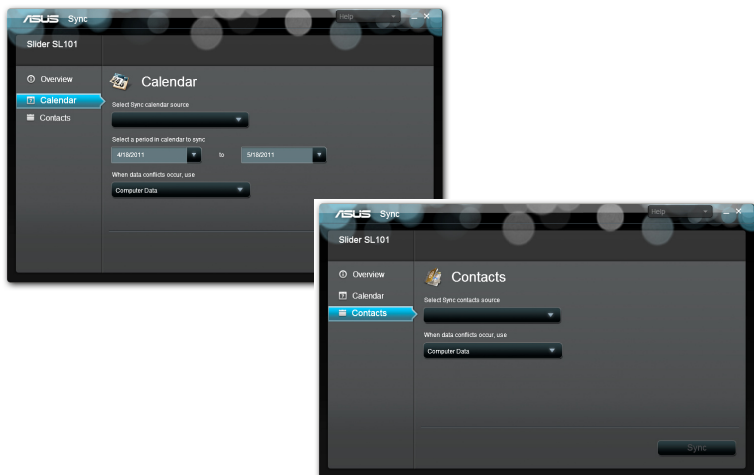 ASUS Sync
Help
Slider SL101
Overview
Calendar
Contacts
Calendar
Select Sync calendar source
Select a period in calendar to sync
4/18/2011 to 5/18/2011
When data conflicts occur, use
Computer Data
ASUS Sync
Help
Slider SL101
Overview
Calendar
Contacts
Contacts
Select Sync contacts source
When data conflicts occur, use
Computer Data
Sync